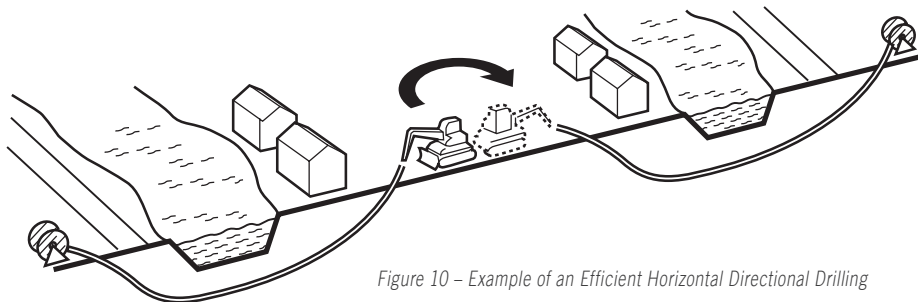 Figure 10 – Example of an Efficient Horizontal Directional Drilling